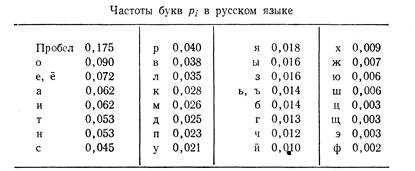 Частоты букв pᵢ в русском языке
Пробел 0,175 р 0,040 я 0,018 х 0,009
о 0,090 в 0,038 ы 0,016 ж 0,007
е, ё 0,072 л 0,035 з 0,016 ю 0,006
а 0,062 к 0,028 ь, ъ 0,014 ш 0,006
и 0,062 м 0,026 б 0,014 ц 0,003
т 0,053 д 0,025 г 0,013 щ 0,003
н 0,053 п 0,023 ч 0,012 э 0,003
с 0,045 у 0,021 й 0,010 ф 0,002